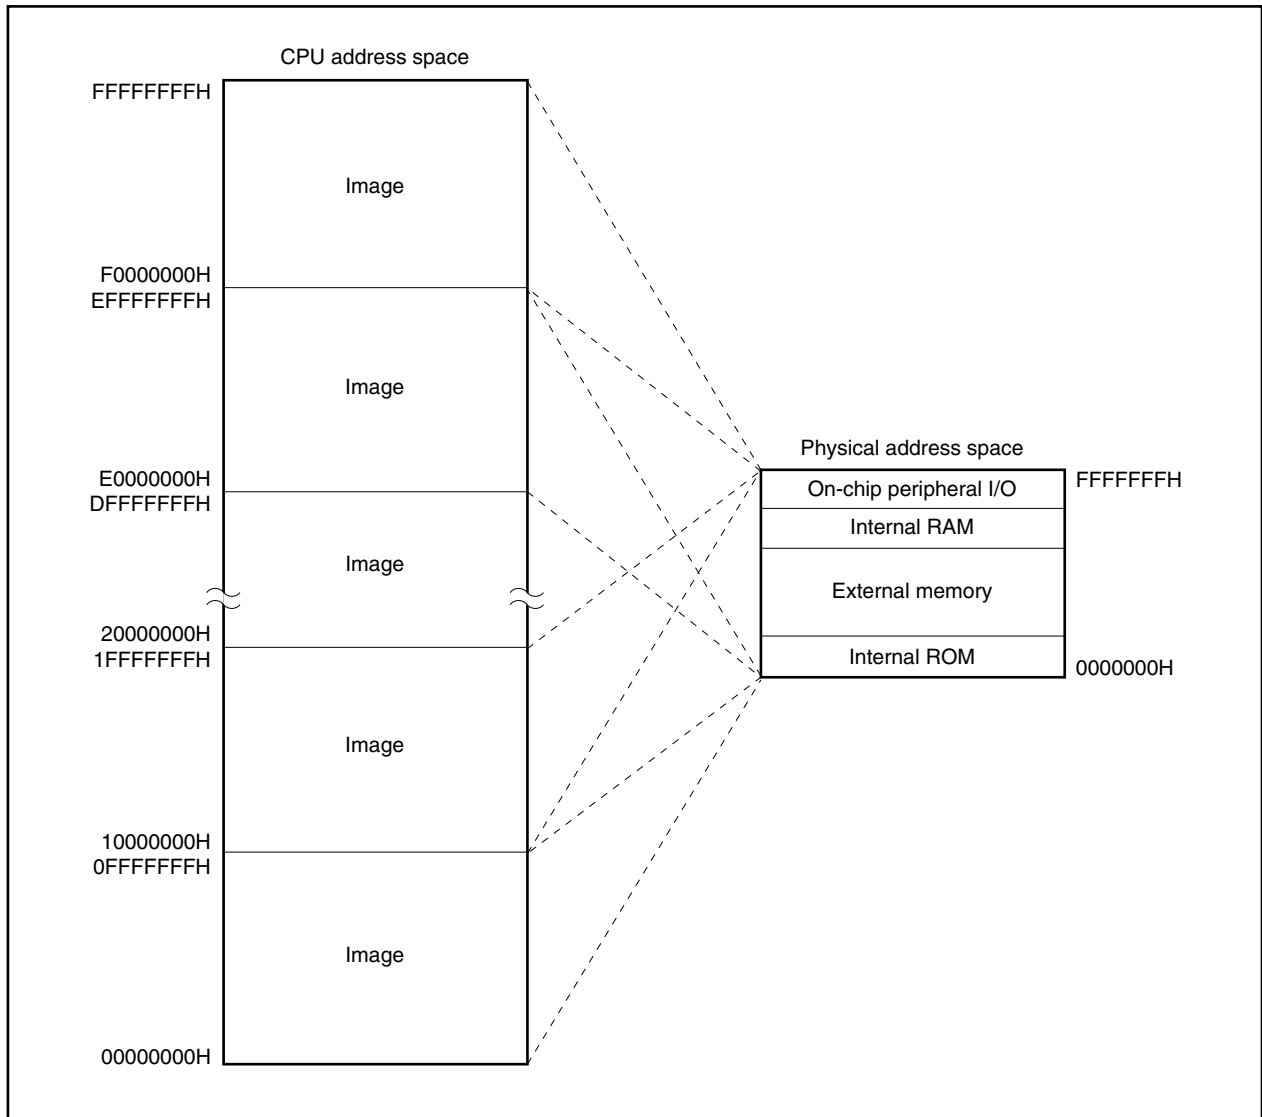 CPU address space
FFFFFFFFH
Image
F0000000H
EFFFFFFFH
Image
E0000000H
DFFFFFFFH
Image
20000000H
1FFFFFFFH
Image
10000000H
0FFFFFFFH
Image
00000000H
Physical address space
On-chip peripheral I/O
FFFFFFFH
Internal RAM
External memory
Internal ROM
0000000H